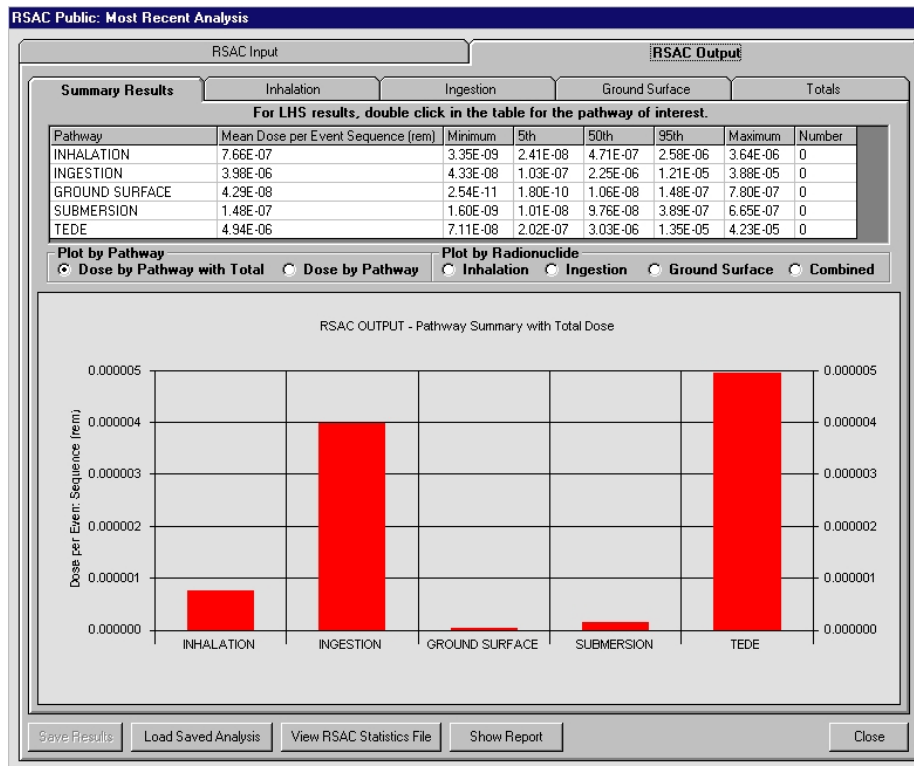 RSAC Public: Most Recent Analysis
RSAC Input RSAC Output
Summary Results Inhalation Ingestion Ground Surface Totals
For LHS results, double click in the table for the pathway of interest.
Pathway Mean Dose per Event Sequence (rem) Minimum 5th 50th 95th Maximum Number
INHALATION 7.66E-07 3.35E-09 2.41E-08 4.71E-07 2.58E-06 3.64E-06 0
INGESTION 3.98E-06 4.33E-08 1.03E-07 2.25E-06 1.21E-05 3.88E-05 0
GROUND SURFACE 4.29E-08 2.54E-11 1.80E-10 1.06E-08 1.48E-07 7.80E-07 0
SUBMERSION 1.48E-07 1.60E-09 1.01E-08 9.76E-08 3.89E-07 6.65E-07 0
TEDE 4.94E-06 7.11E-08 2.02E-07 3.03E-06 1.35E-05 4.23E-05 0
Plot by Pathway Plot by Radionuclide
Dose by Pathway with Total Dose by Pathway Inhalation Ingestion Ground Surface Combined
RSAC OUTPUT - Pathway Summary with Total Dose
Dose per Event Sequence (rem)
0.000005 0.000005
0.000004 0.000004
0.000003 0.000003
0.000002 0.000002
0.000001 0.000001
0.000000 0.000000
INHALATION INGESTION GROUND SURFACE SUBMERSION TEDE
Save Results Load Saved Analysis View RSAC Statistics File Show Report Close